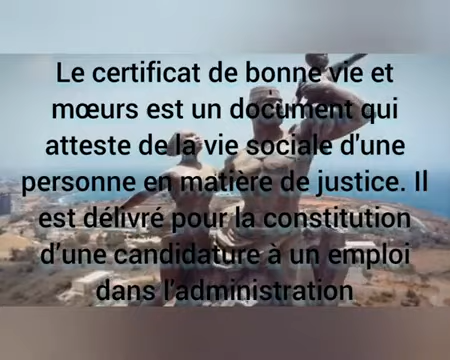 Le certificat de bonne vie et
mœurs est un document qui
atteste de la vie sociale d'une
personne en matière de justice. Il
est délivré pour la constitution
d'une candidature à un emploi
dans l'administration